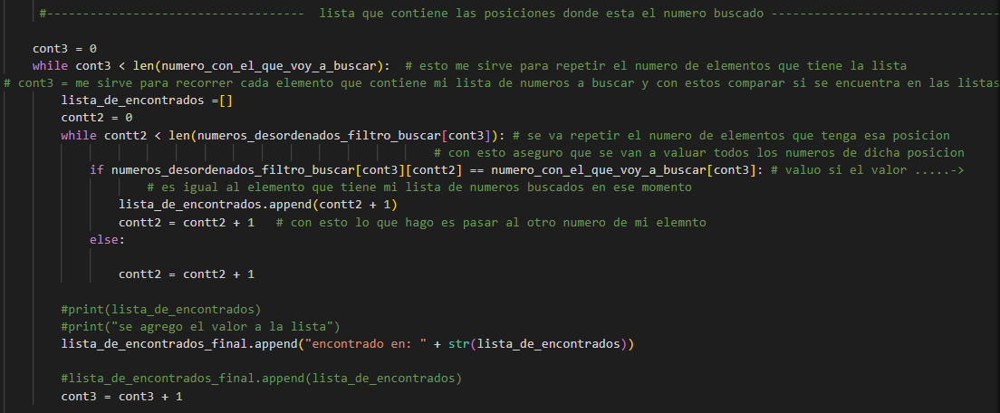 #------------------------------------ lista que contiene las posiciones donde esta el numero buscado --------------------------------
cont3 = 0
while cont3 < len(numero_con_el_que_voy_a_buscar):  # esto me sirve para repetir el numero de elementos que tiene la lista
# cont3 = me sirve para recorrer cada elemento que contiene mi lista de numeros a buscar y con estos comparar si se encuentra en las listas
lista_de_encontrados =[]
contt2 = 0
while contt2 < len(numeros_desordenados_filtro_buscar[cont3]): # se va repetir el numero de elementos que tenga esa posicion
# con esto aseguro que se van a valuar todos los numeros de dicha posicion
if numeros_desordenados_filtro_buscar[cont3][contt2] == numero_con_el_que_voy_a_buscar[cont3]: # valuo si el valor .....->
# es igual al elemento que tiene mi lista de numeros buscados en ese momento
lista_de_encontrados.append(contt2 + 1)
contt2 = contt2 + 1   # con esto lo que hago es pasar al otro numero de mi elemnto
else:
contt2 = contt2 + 1
#print(lista_de_encontrados)
#print("se agrego el valor a la lista")
lista_de_encontrados_final.append("encontrado en: " + str(lista_de_encontrados))
#lista_de_encontrados_final.append(lista_de_encontrados)
cont3 = cont3 + 1